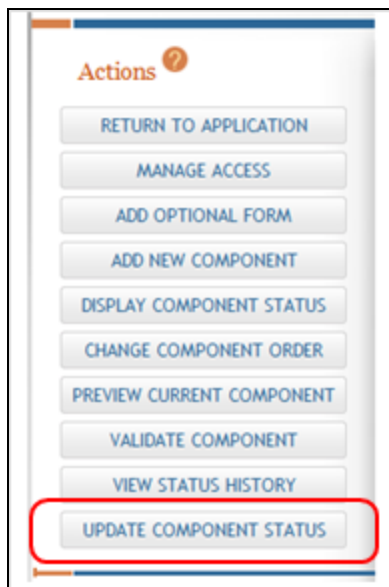 Actions ?
RETURN TO APPLICATION
MANAGE ACCESS
ADD OPTIONAL FORM
ADD NEW COMPONENT
DISPLAY COMPONENT STATUS
CHANGE COMPONENT ORDER
PREVIEW CURRENT COMPONENT
VALIDATE COMPONENT
VIEW STATUS HISTORY
UPDATE COMPONENT STATUS